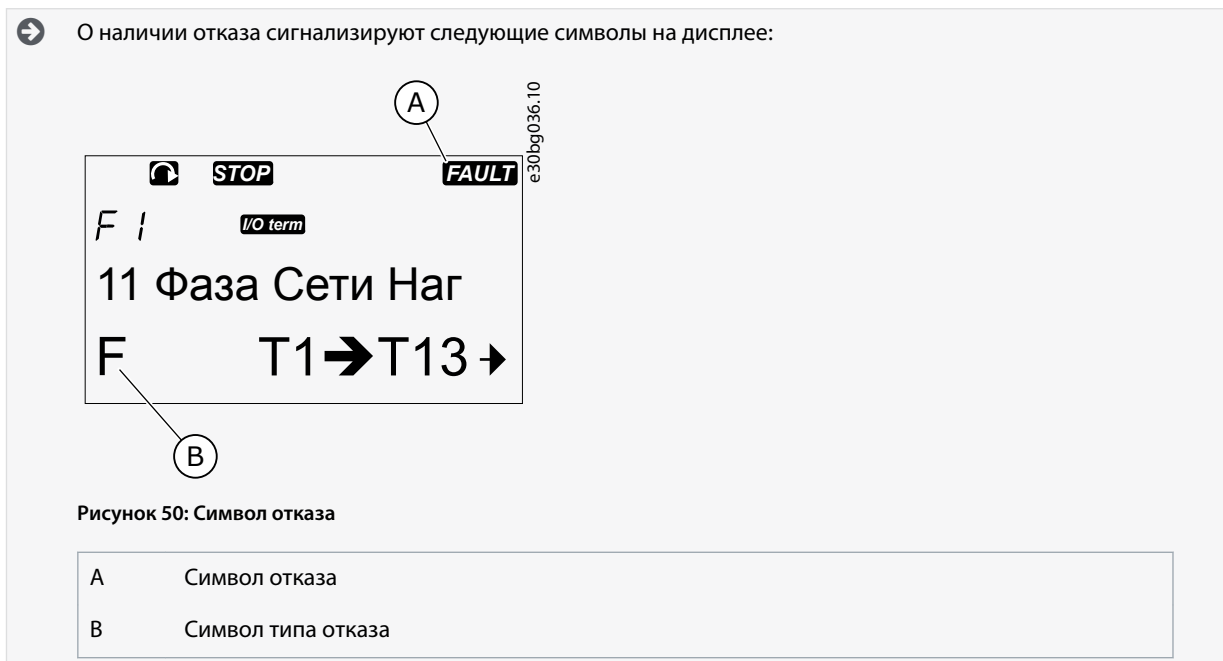 О наличии отказа сигнализируют следующие символы на дисплее:
A
e30bg036.10
STOP FAULT
F 1 I/O term
11 Фаза Сети Наг
F T1➔T13
B
Рисунок 50: Символ отказа
A Символ отказа
B Символ типа отказа